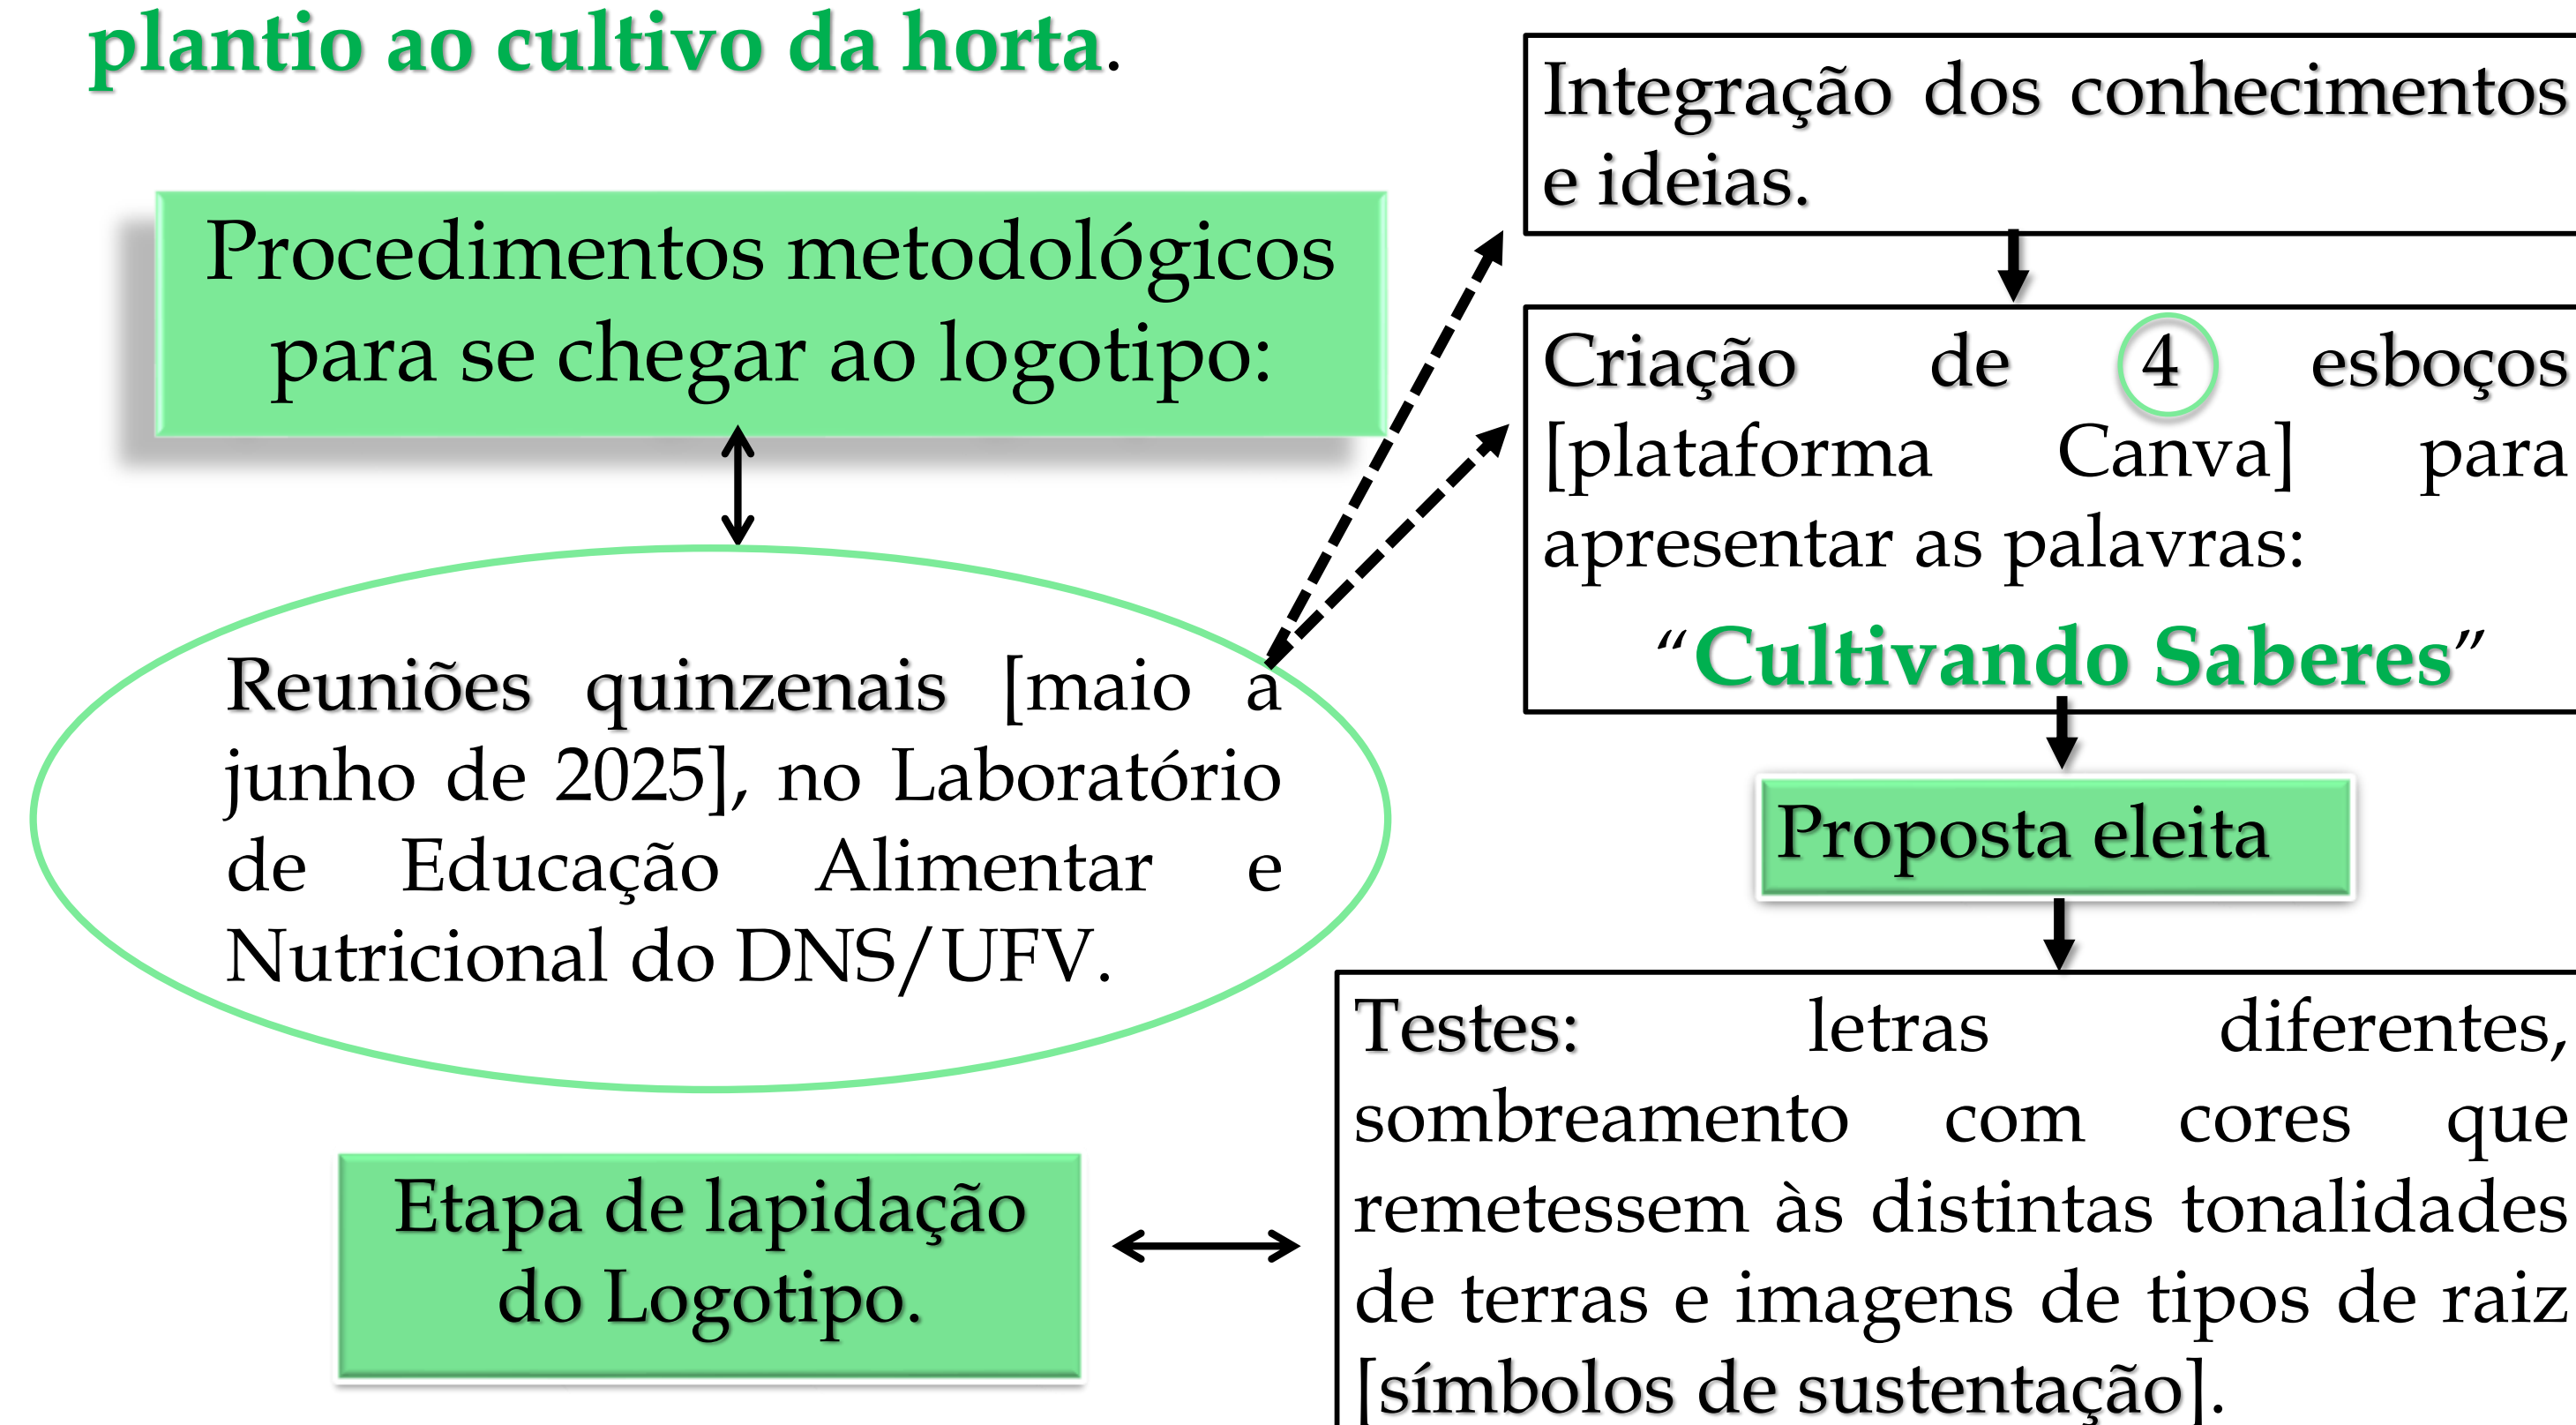 plantio ao cultivo da horta.
Procedimentos metodológicos
para se chegar ao logotipo:
Reuniões quinzenais [maio a
junho de 2025], no Laboratório
de Educação Alimentar e
Nutricional do DNS/UFV.
Integração dos conhecimentos
e ideias.
Criação de 4 esboços
[plataforma Canva] para
apresentar as palavras:
“Cultivando Saberes”
Proposta eleita
Testes: letras diferentes,
sombreamento com cores que
remetessem às distintas tonalidades
de terras e imagens de tipos de raiz
[símbolos de sustentação].
Etapa de lapidação
do Logotipo.